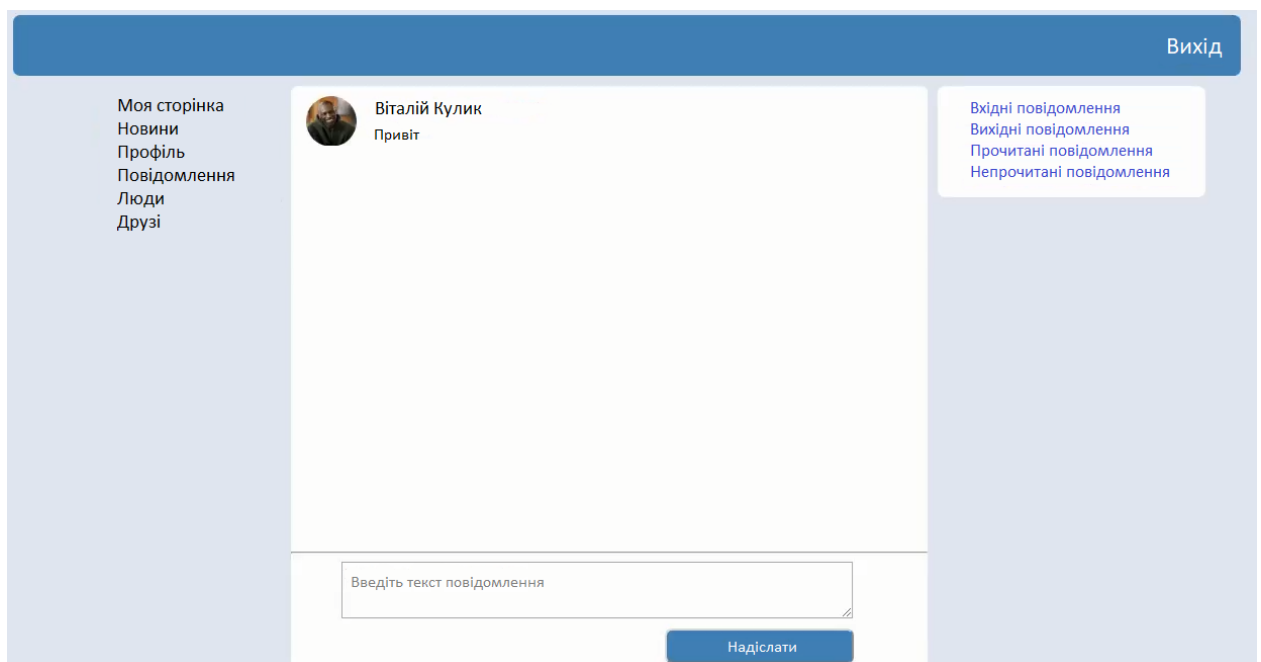 Вихід
Моя сторінка
Новини
Профіль
Повідомлення
Люди
Друзі
Віталій Кулик
Привіт
Введіть текст повідомлення
Надіслати
Вхідні повідомлення
Вихідні повідомлення
Прочитані повідомлення
Непрочитані повідомлення